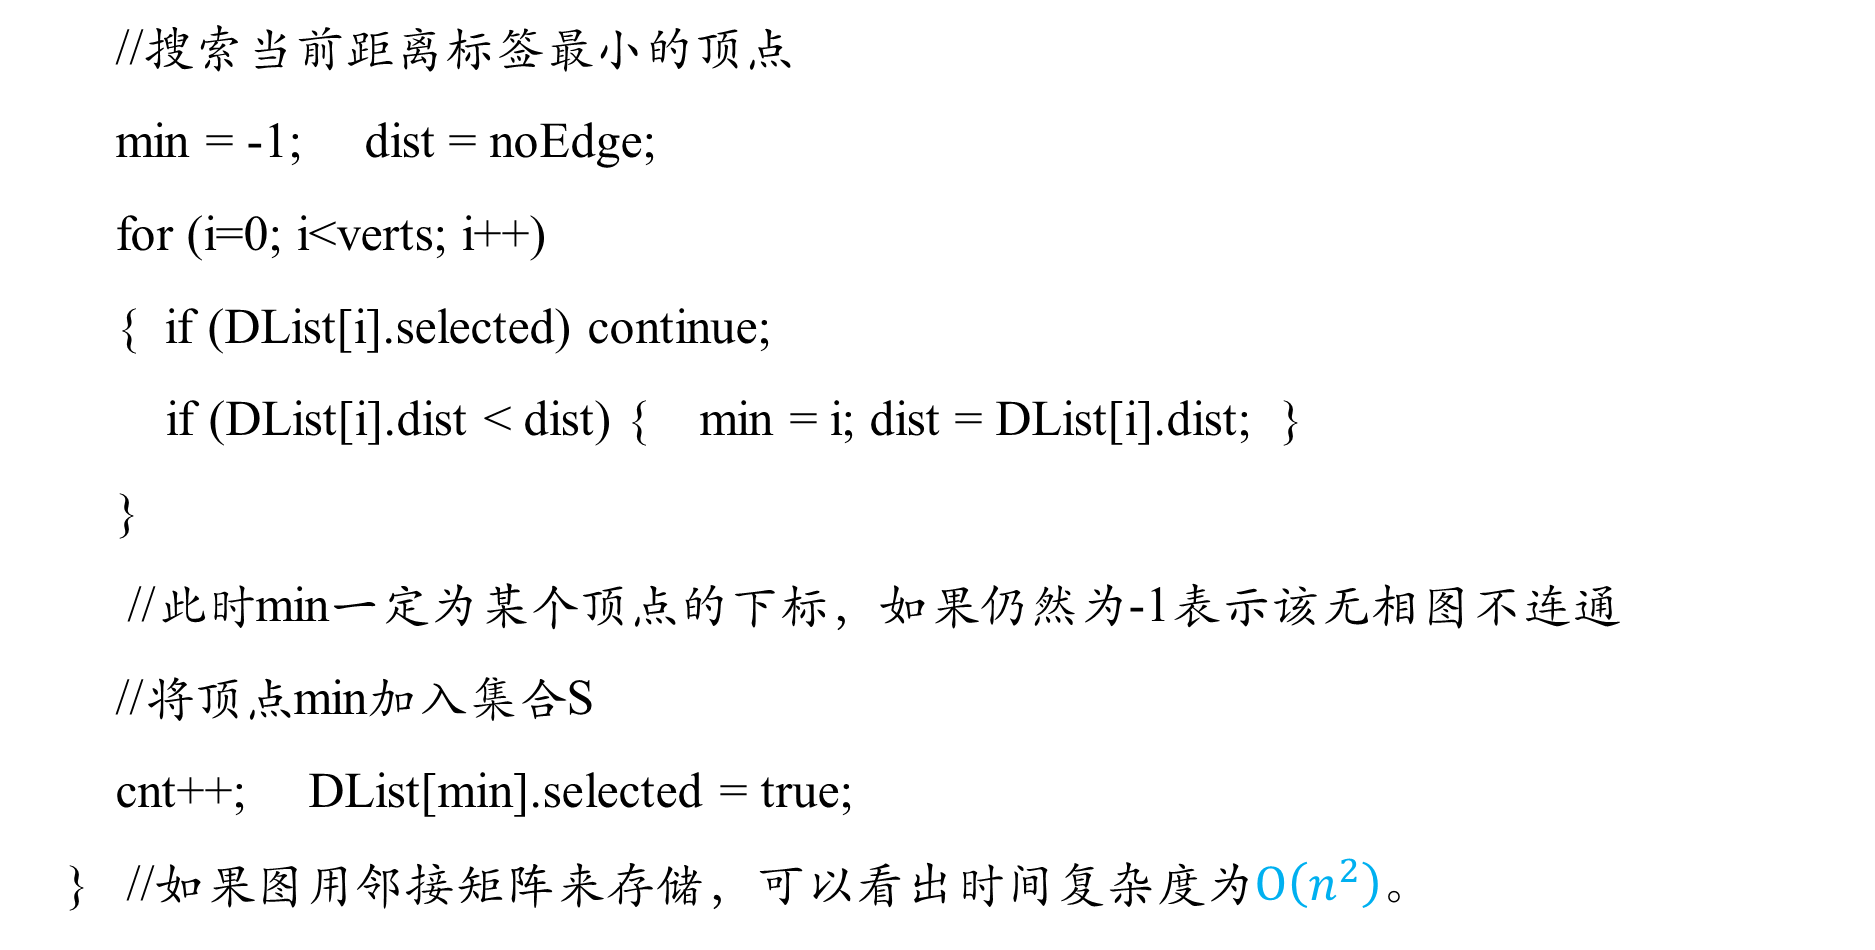 //搜索当前距离标签最小的顶点
min = -1;     dist = noEdge;
for (i=0; i<verts; i++)
{  if (DList[i].selected) continue;
if (DList[i].dist < dist) {    min = i; dist = DList[i].dist;  }
}
//此时min一定为某个顶点的下标，如果仍然为-1表示该无相图不连通
//将顶点min加入集合S
cnt++;     DList[min].selected = true;
}   //如果图用邻接矩阵来存储，可以看出时间复杂度为O(n²)。